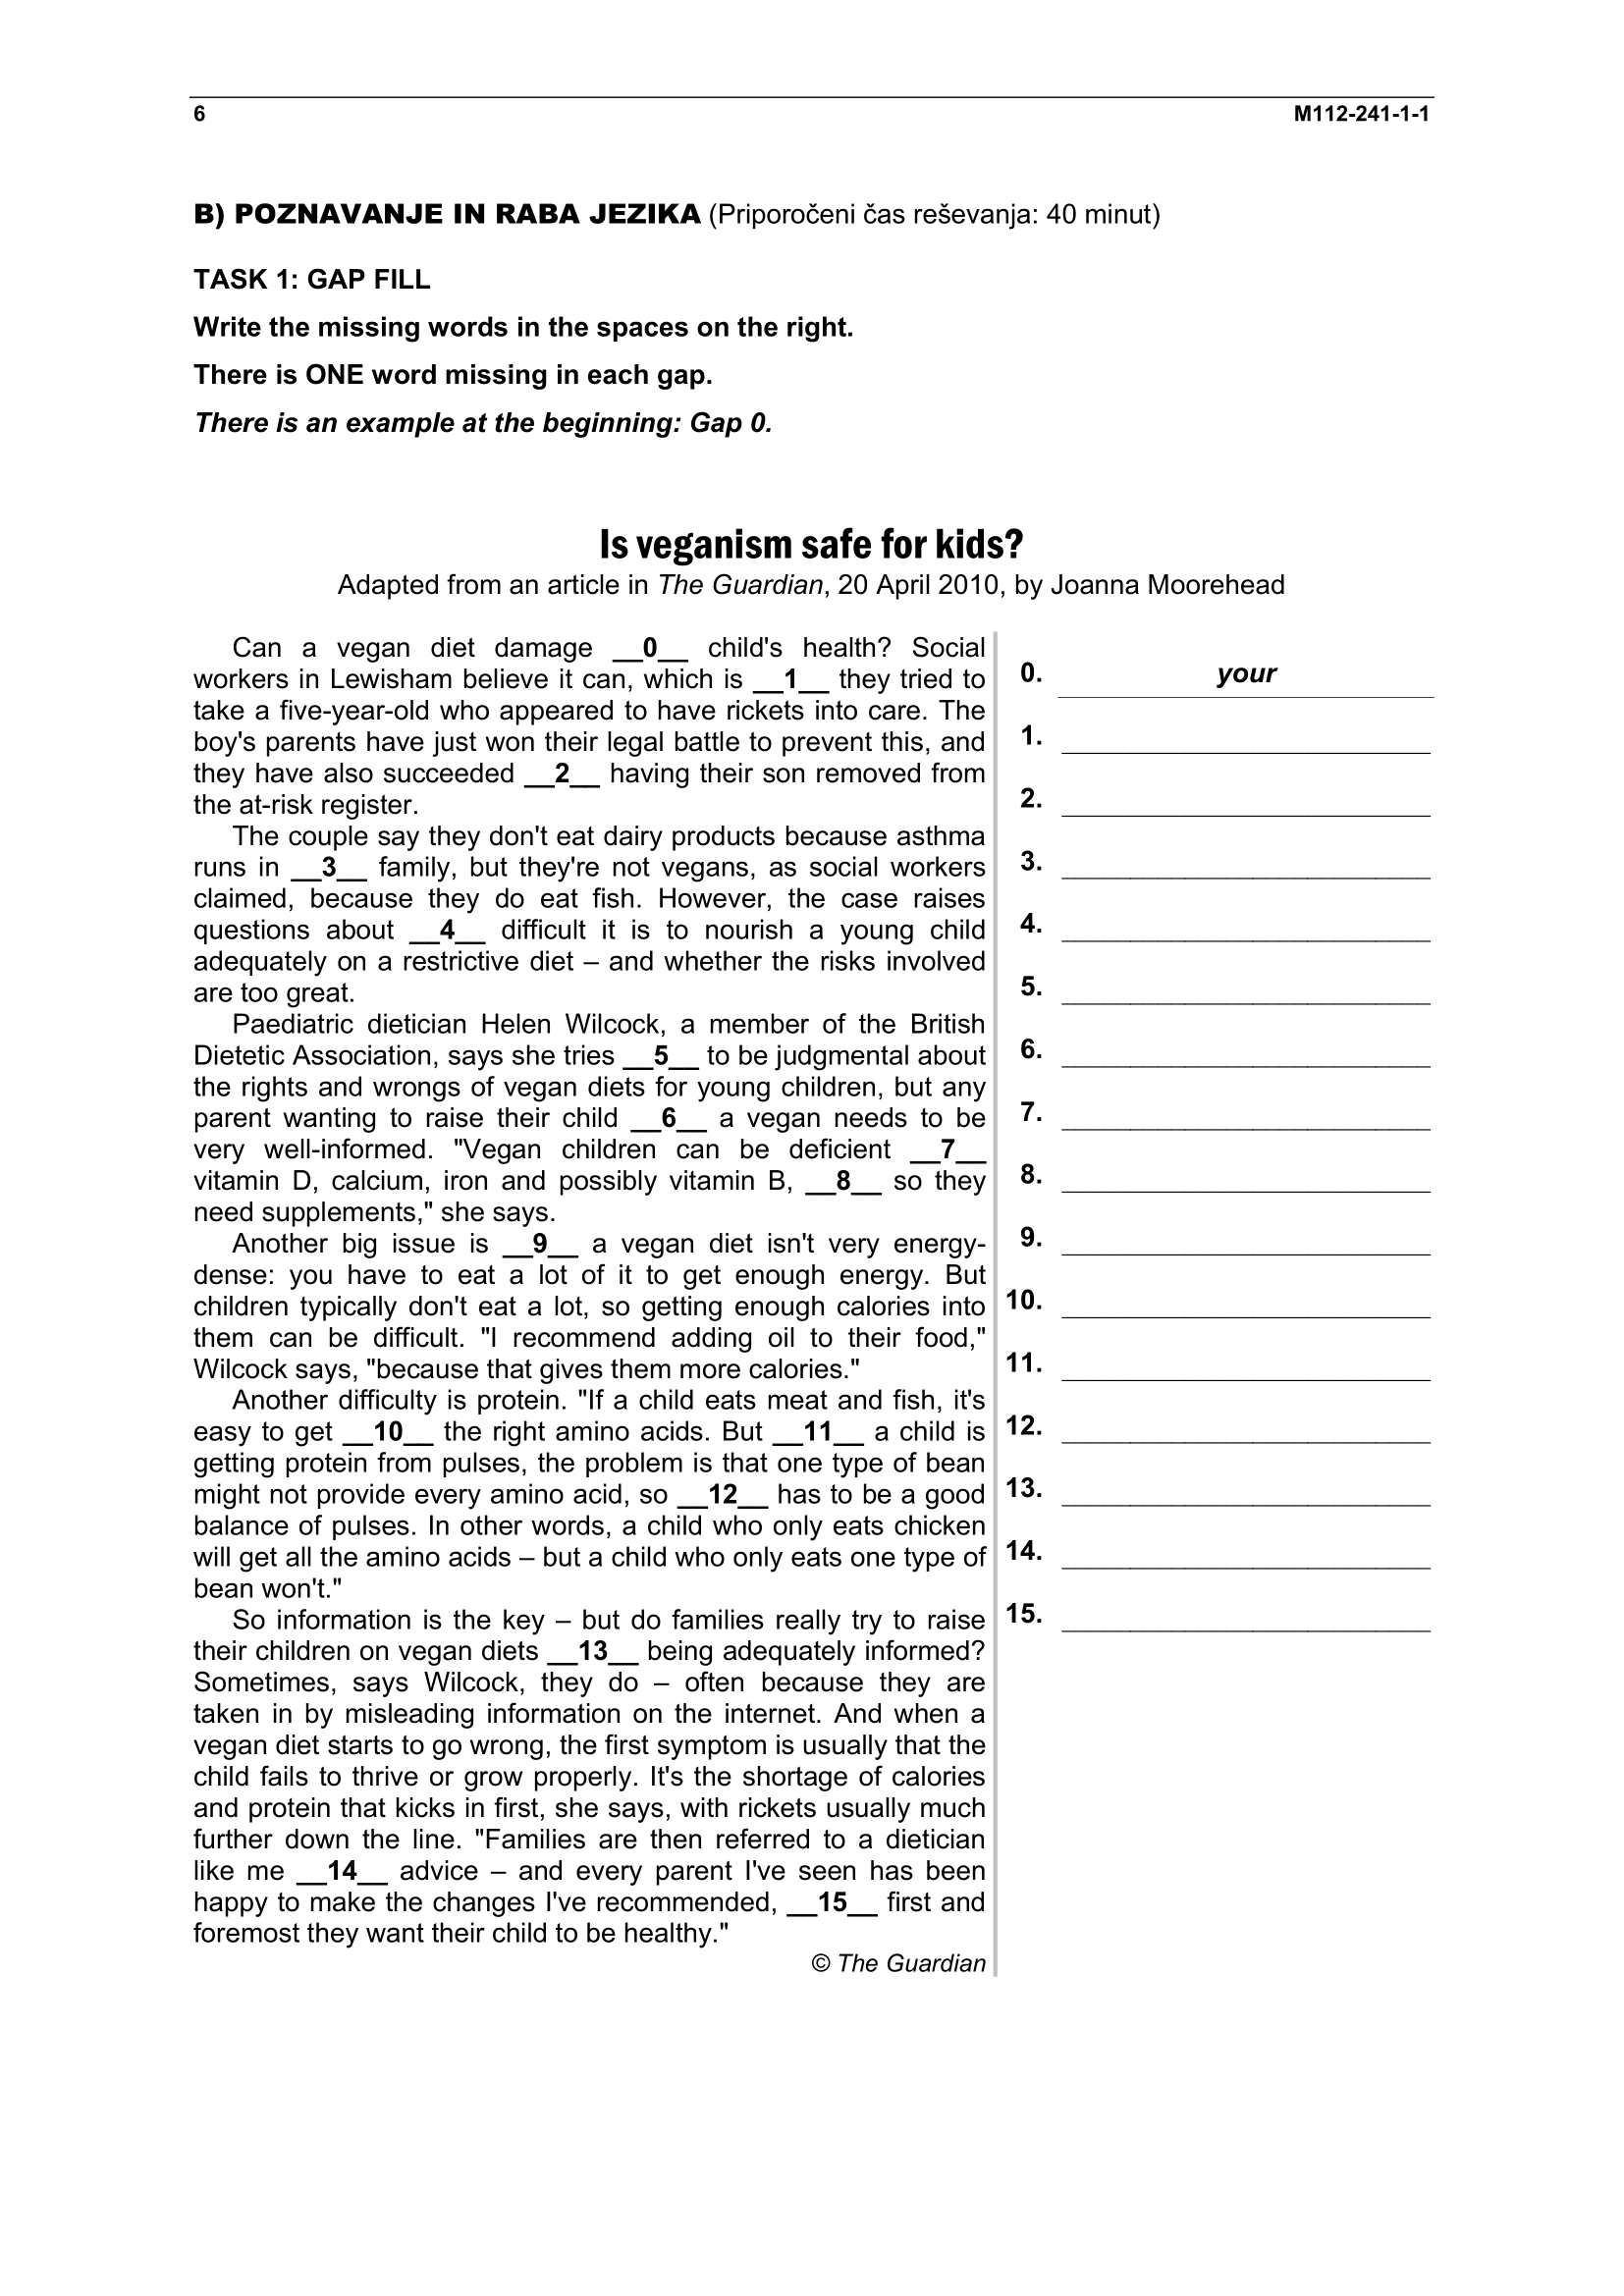 6 M112-241-1-1
B) POZNAVANJE IN RABA JEZIKA (Priporočeni čas reševanja: 40 minut)
TASK 1: GAP FILL
Write the missing words in the spaces on the right.
There is ONE word missing in each gap.
There is an example at the beginning: Gap 0.
Is veganism safe for kids?
Adapted from an article in The Guardian, 20 April 2010, by Joanna Moorehead
Can a vegan diet damage __0__ child's health? Social
workers in Lewisham believe it can, which is __1__ they tried to
take a five-year-old who appeared to have rickets into care. The
boy's parents have just won their legal battle to prevent this, and
they have also succeeded __2__ having their son removed from
the at-risk register.
The couple say they don't eat dairy products because asthma
runs in __3__ family, but they're not vegans, as social workers
claimed, because they do eat fish. However, the case raises
questions about __4__ difficult it is to nourish a young child
adequately on a restrictive diet – and whether the risks involved
are too great.
Paediatric dietician Helen Wilcock, a member of the British
Dietetic Association, says she tries __5__ to be judgmental about
the rights and wrongs of vegan diets for young children, but any
parent wanting to raise their child __6__ a vegan needs to be
very well-informed. "Vegan children can be deficient __7__
vitamin D, calcium, iron and possibly vitamin B, __8__ so they
need supplements," she says.
Another big issue is __9__ a vegan diet isn't very energy-
dense: you have to eat a lot of it to get enough energy. But
children typically don't eat a lot, so getting enough calories into
them can be difficult. "I recommend adding oil to their food,"
Wilcock says, "because that gives them more calories."
Another difficulty is protein. "If a child eats meat and fish, it's
easy to get __10__ the right amino acids. But __11__ a child is
getting protein from pulses, the problem is that one type of bean
might not provide every amino acid, so __12__ has to be a good
balance of pulses. In other words, a child who only eats chicken
will get all the amino acids – but a child who only eats one type of
bean won't."
So information is the key – but do families really try to raise
their children on vegan diets __13__ being adequately informed?
Sometimes, says Wilcock, they do – often because they are
taken in by misleading information on the internet. And when a
vegan diet starts to go wrong, the first symptom is usually that the
child fails to thrive or grow properly. It's the shortage of calories
and protein that kicks in first, she says, with rickets usually much
further down the line. "Families are then referred to a dietician
like me __14__ advice – and every parent I've seen has been
happy to make the changes I've recommended, __15__ first and
foremost they want their child to be healthy."
© The Guardian
0. your
1.
2.
3.
4.
5.
6.
7.
8.
9.
10.
11.
12.
13.
14.
15.